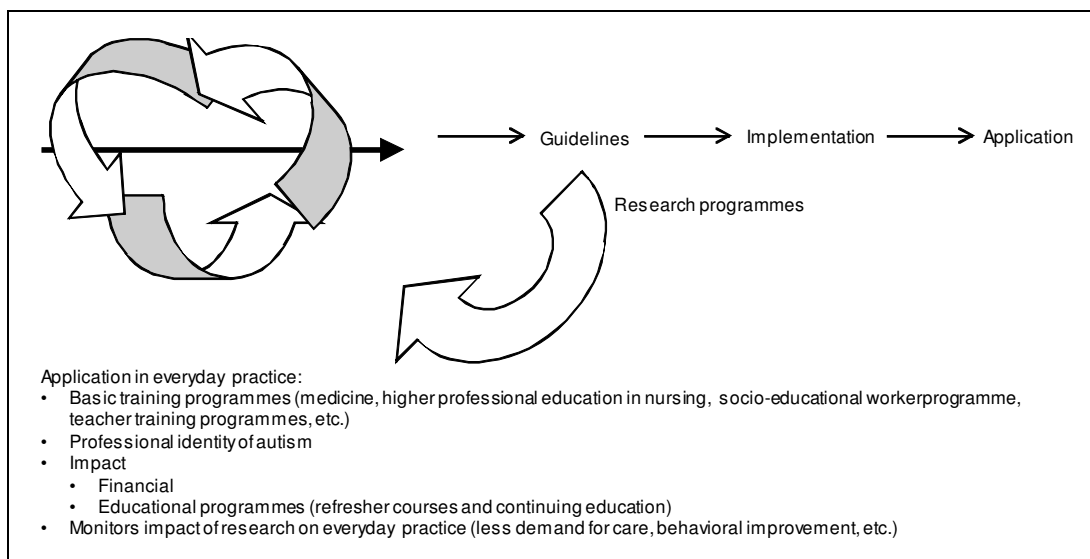 Guidelines Implementation Application
Research programmes
Application in everyday practice:
• Basic training programmes (medicine, higher professional education in nursing, socio-educational workerprogramme,
teacher training programmes, etc.)
• Professional identity of autism
• Impact
• Financial
• Educational programmes (refresher courses and continuing education)
• Monitors impact of research on everyday practice (less demand for care, behavioral improvement, etc.)